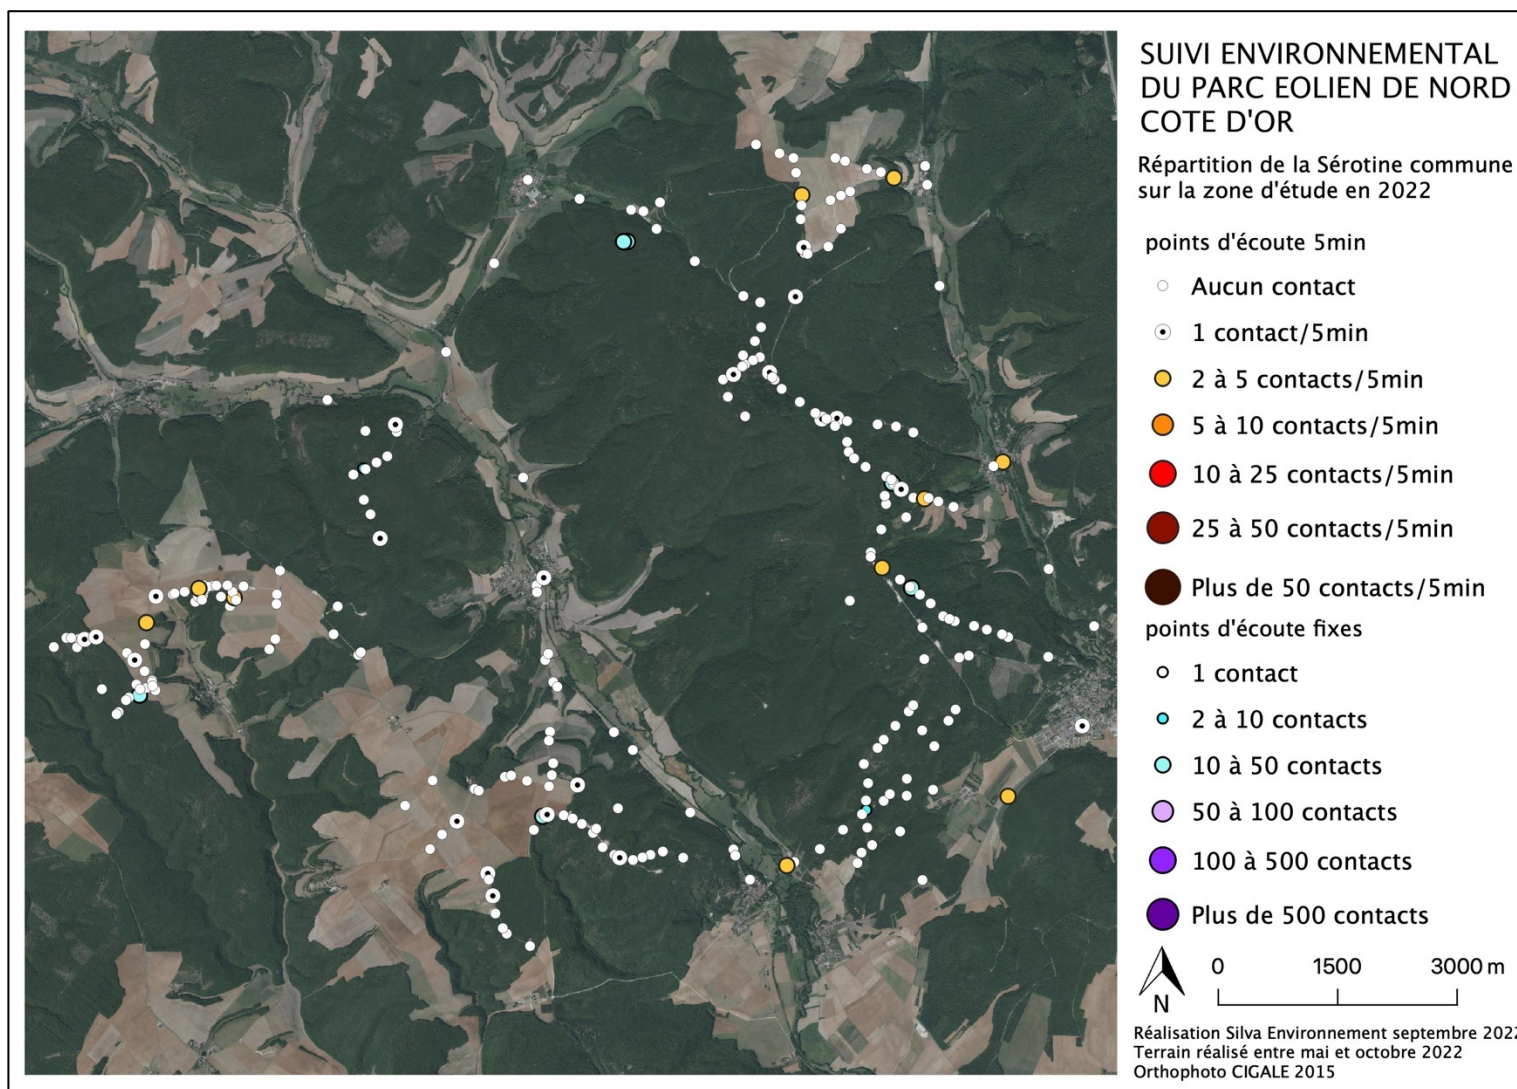 SUIVI ENVIRONNEMENTAL
DU PARC EOLIEN DE NORD
COTE D'OR
Répartition de la Sérotine commune
sur la zone d'étude en 2022
points d'écoute 5min
Aucun contact
1 contact/5min
2 à 5 contacts/5min
5 à 10 contacts/5min
10 à 25 contacts/5min
25 à 50 contacts/5min
Plus de 50 contacts/5min
points d'écoute fixes
1 contact
2 à 10 contacts
10 à 50 contacts
50 à 100 contacts
100 à 500 contacts
Plus de 500 contacts
N
0 1500 3000 m
Réalisation Silva Environnement septembre 2022
Terrain réalisé entre mai et octobre 2022
Orthophoto CIGALE 2015